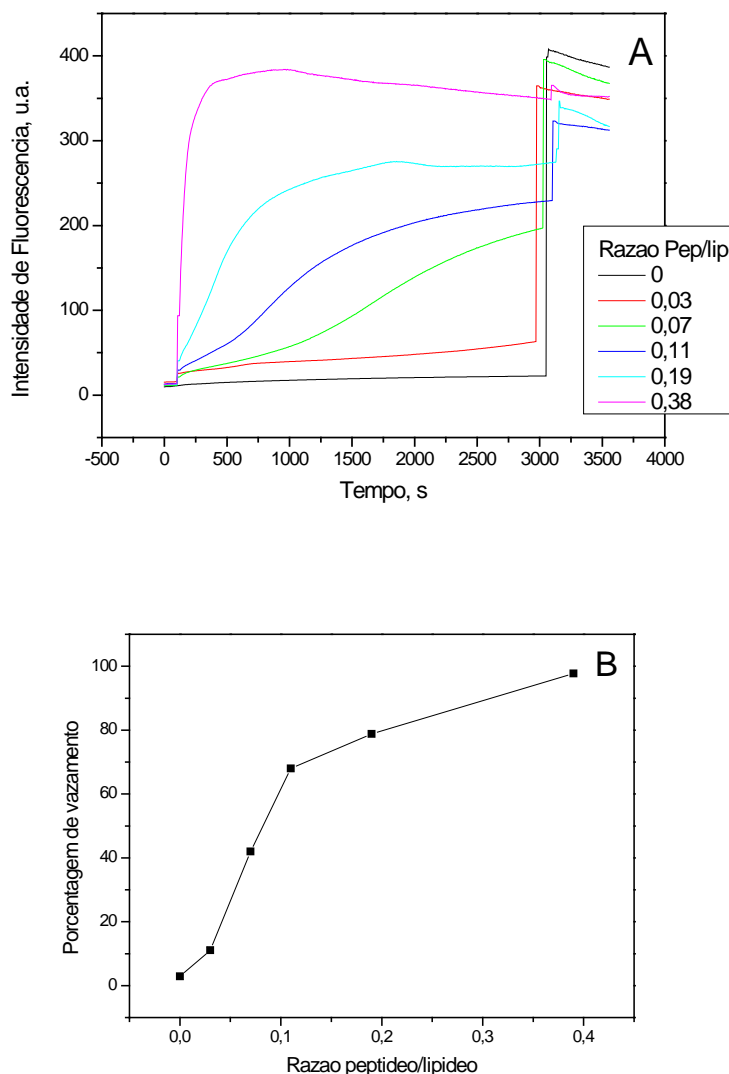 A
400
300
200
100
0
Intensidade de Fluorescencia, u.a.
-500 0 500 1000 1500 2000 2500 3000 3500 4000
Tempo, s
Razao Pep/lip
0
0,03
0,07
0,11
0,19
0,38
B
100
80
60
40
20
0
Porcentagem de vazamento
0,0 0,1 0,2 0,3 0,4
Razao peptideo/lipideo